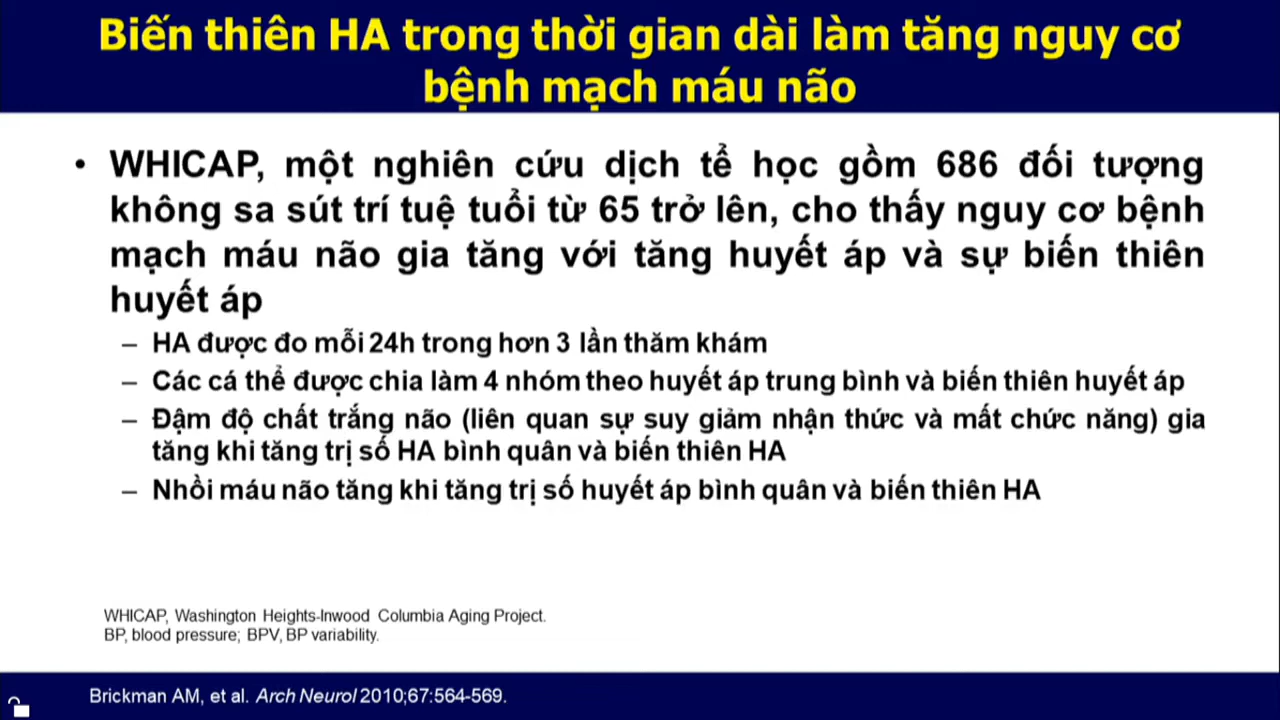 Biến thiên HA trong thời gian dài làm tăng nguy cơ
bệnh mạch máu não
• WHICAP, một nghiên cứu dịch tể học gồm 686 đối tượng
không sa sút trí tuệ tuổi từ 65 trở lên, cho thấy nguy cơ bệnh
mạch máu não gia tăng với tăng huyết áp và sự biến thiên
huyết áp
– HA được đo mỗi 24h trong hơn 3 lần thăm khám
– Các cá thể được chia làm 4 nhóm theo huyết áp trung bình và biến thiên huyết áp
– Đậm độ chất trắng não (liên quan sự suy giảm nhận thức và mất chức năng) gia
tăng khi tăng trị số HA bình quân và biến thiên HA
– Nhồi máu não tăng khi tăng trị số huyết áp bình quân và biến thiên HA
WHICAP, Washington Heights-Inwood Columbia Aging Project.
BP, blood pressure; BPV, BP variability.
Brickman AM, et al. Arch Neurol 2010;67:564-569.